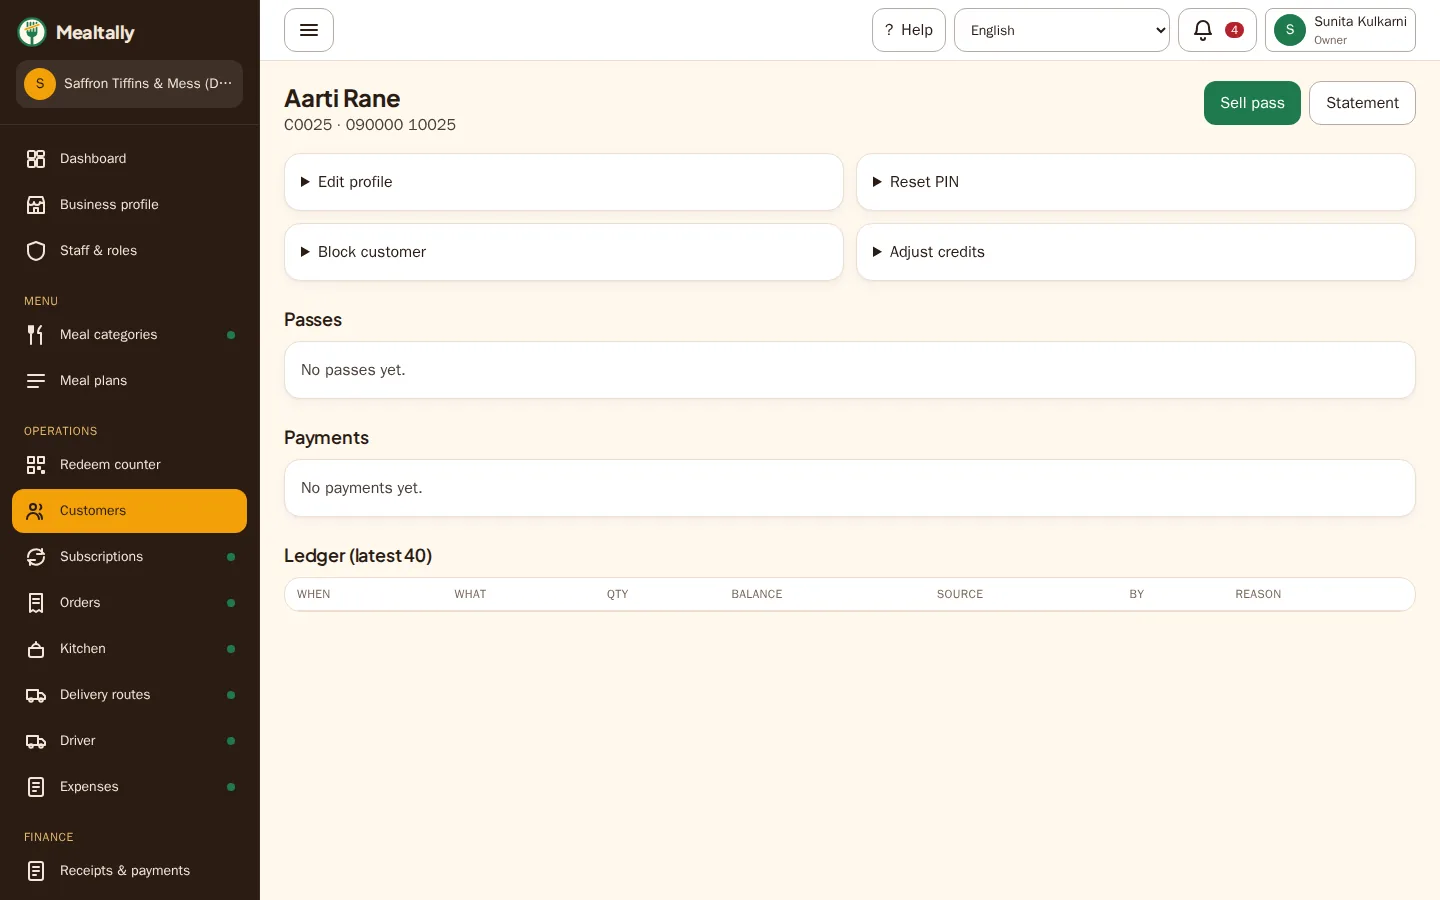 Mealtally
S Saffron Tiffins & Mess (D···
Dashboard
Business profile
Staff & roles
MENU
Meal categories
Meal plans
OPERATIONS
Redeem counter
Customers
Subscriptions
Orders
Kitchen
Delivery routes
Driver
Expenses
FINANCE
Receipts & payments
? Help
English
4
S Sunita Kulkarni
Owner
Aarti Rane
C0025 · 090000 10025
Sell pass
Statement
Edit profile
Reset PIN
Block customer
Adjust credits
Passes
No passes yet.
Payments
No payments yet.
Ledger (latest 40)
WHEN WHAT QTY BALANCE SOURCE BY REASON